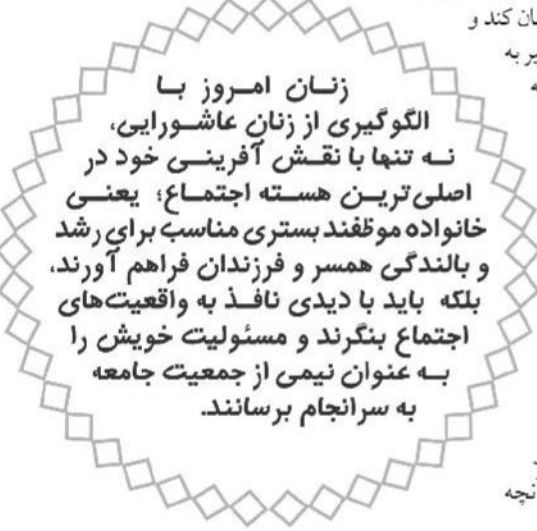 کند و
به
زنان امروز با
الگوگیری از زنان عاشورایی،
نه تنها با نقش آفرینی خود در
اصلی‌ترین هسته اجتماع؛ یعنی
خانواده موظفند بستری مناسب برای رشد
و بالندگی همسر و فرزندان فراهم آورند،
بلکه باید با دیدی نافذ به واقعیت‌های
اجتماع بنگرند و مسئولیت خویش را
به عنوان نیمی از جمعیت جامعه
به سرانجام برسانند.